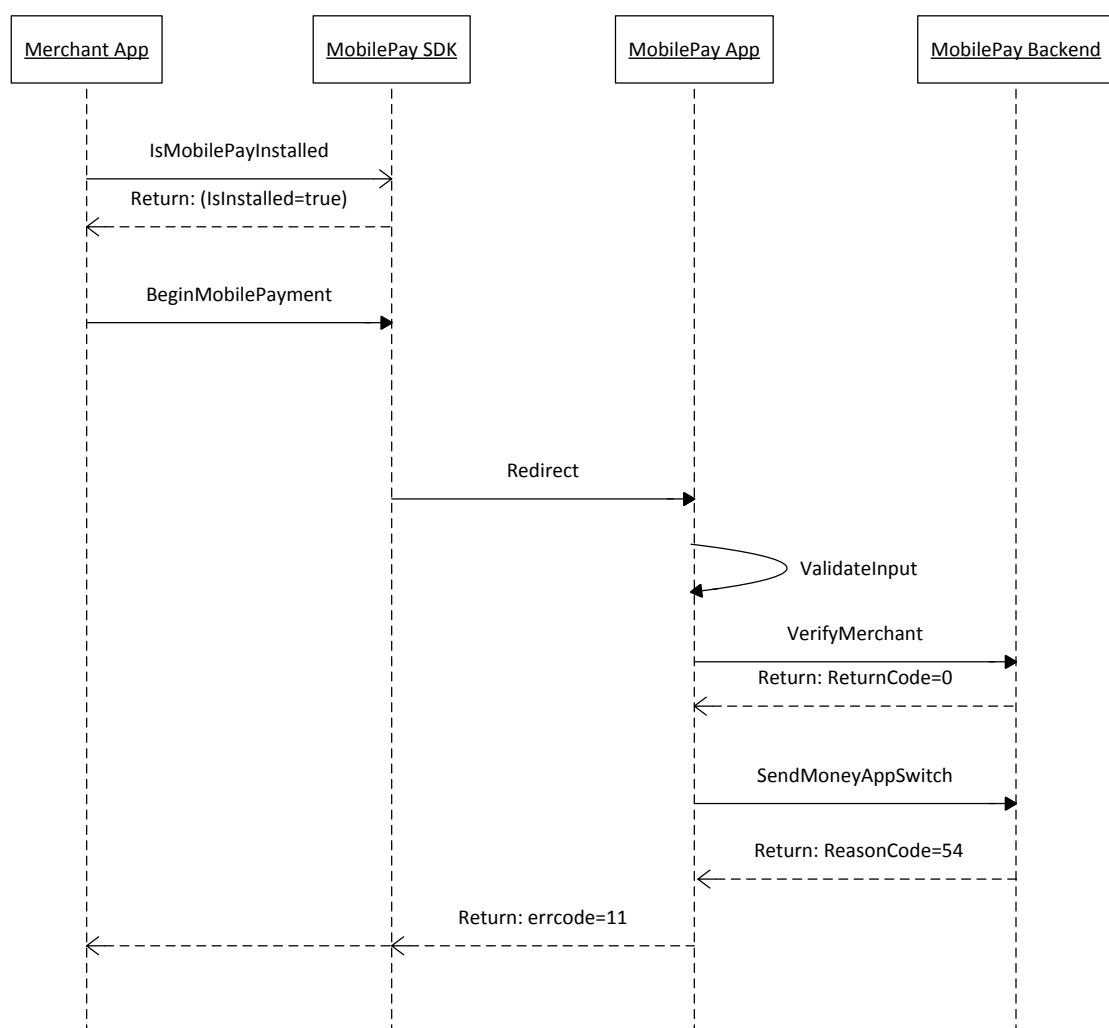 Merchant App
MobilePay SDK
MobilePay App
MobilePay Backend
IsMobilePayInstalled
Return: (IsInstalled=true)
BeginMobilePayment
Redirect
ValidateInput
VerifyMerchant
Return: ReturnCode=0
SendMoneyAppSwitch
Return: ReasonCode=54
Return: errcode=11